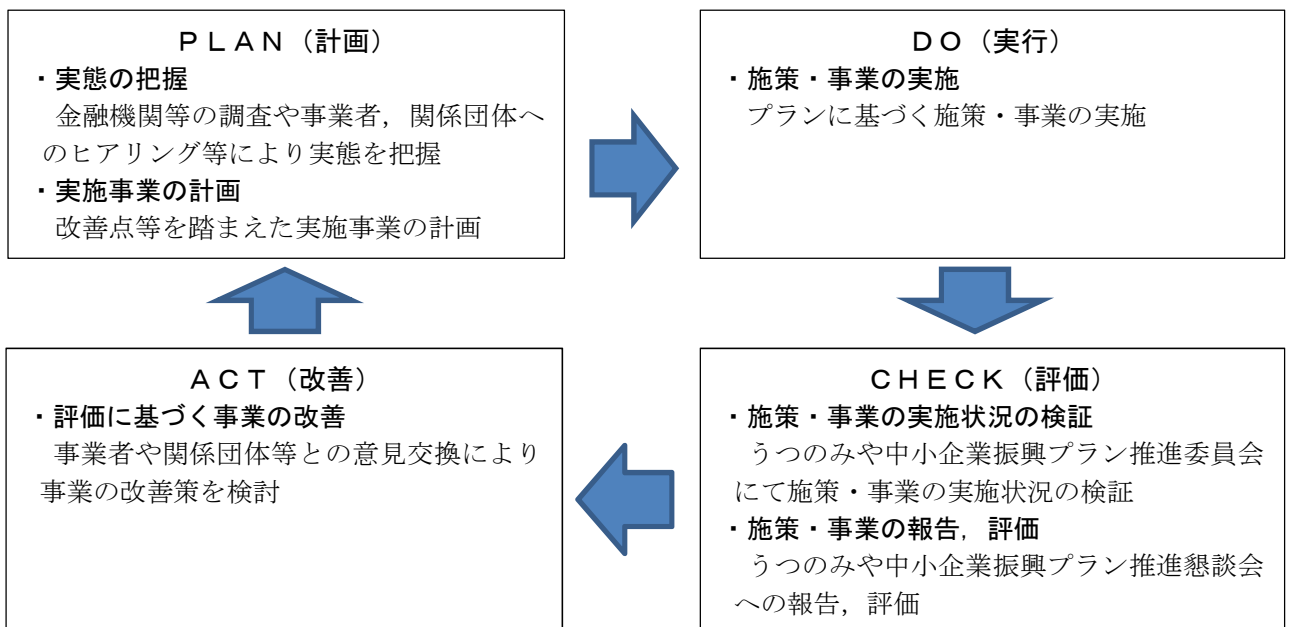 ＰＬＡＮ（計画）
・実態の把握
金融機関等の調査や事業者，関係団体へ
のヒアリング等により実態を把握
・実施事業の計画
改善点等を踏まえた実施事業の計画
ＤＯ（実行）
・施策・事業の実施
プランに基づく施策・事業の実施
ＡＣＴ（改善）
・評価に基づく事業の改善
事業者や関係団体等との意見交換により
事業の改善策を検討
ＣＨＥＣＫ（評価）
・施策・事業の実施状況の検証
うつのみや中小企業振興プラン推進委員会
にて施策・事業の実施状況の検証
・施策・事業の報告，評価
うつのみや中小企業振興プラン推進懇談会
への報告，評価